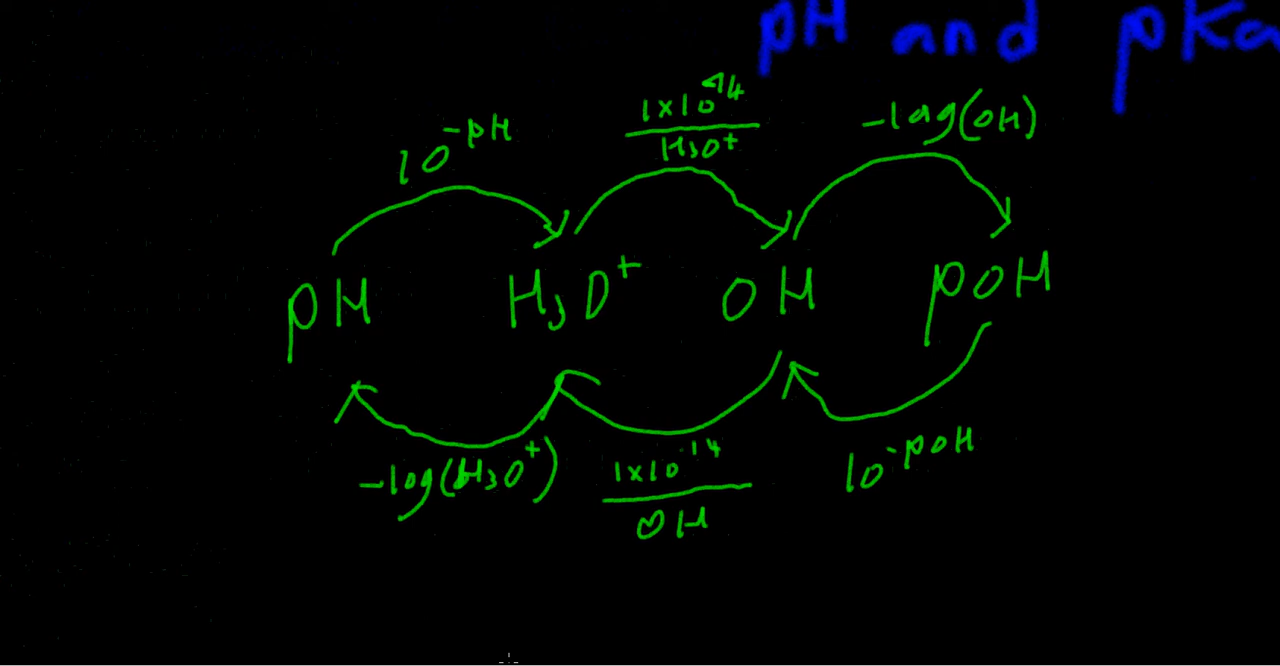 pH and pKa
10^-pH
1x10^-14
H₃O⁺
-log(OH)
pH H₃O⁺ OH pOH
-log(H₃O⁺)
1x10^-14
OH
10^-pOH